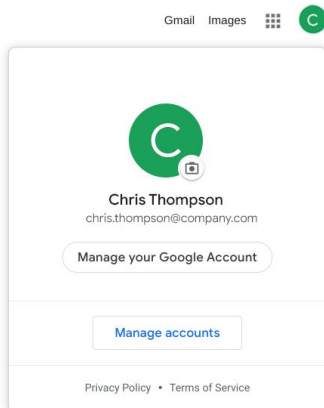 Gmail Images C
C
Chris Thompson
chris.thompson@company.com
Manage your Google Account
Manage accounts
Privacy Policy • Terms of Service